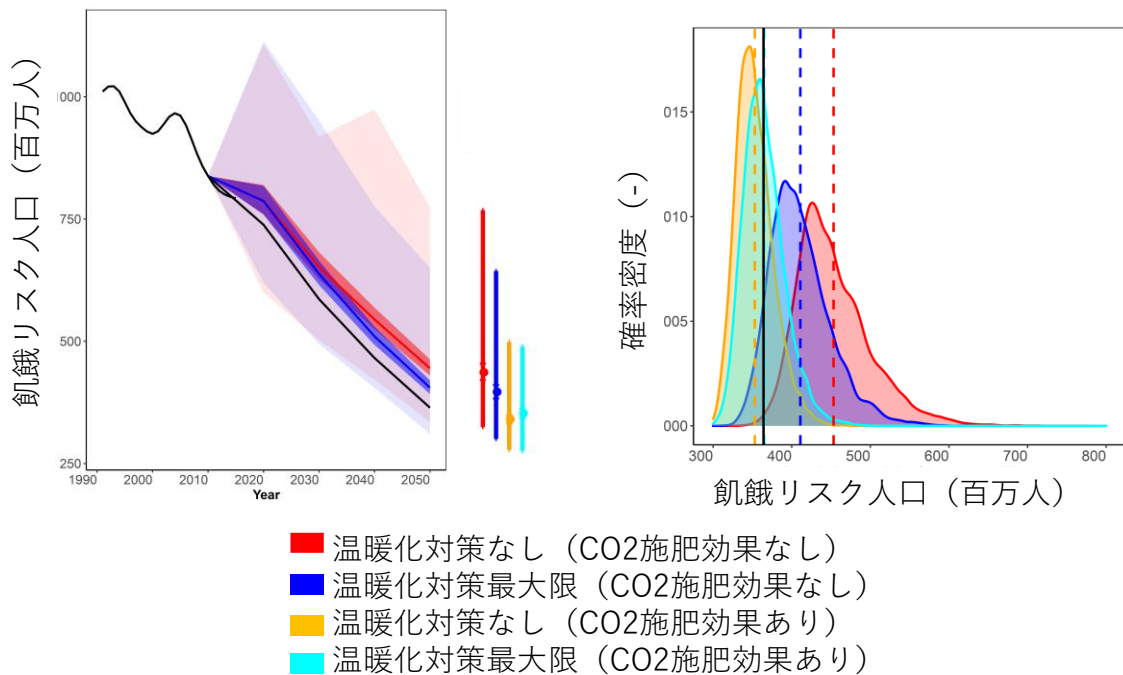 飢餓リスク人口（百万人）
1000
750
500
250
1990 2000 2010 2020 2030 2040 2050
Year
確率密度（-）
015
010
005
000
300 400 500 600 700 800
飢餓リスク人口（百万人）
温暖化対策なし（CO2施肥効果なし）
温暖化対策最大限（CO2施肥効果なし）
温暖化対策なし（CO2施肥効果あり）
温暖化対策最大限（CO2施肥効果あり）